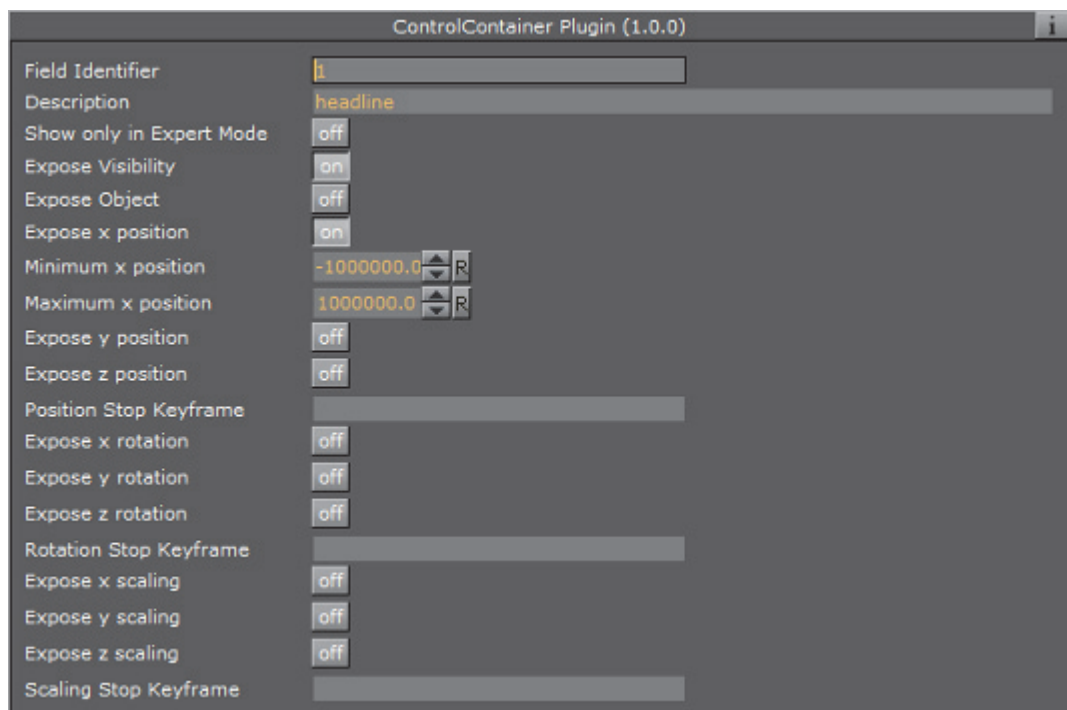 ControlContainer Plugin (1.0.0) i
Field Identifier 1
Description headline
Show only in Expert Mode off
Expose Visibility on
Expose Object off
Expose x position on
Minimum x position -1000000.0 R
Maximum x position 1000000.0 R
Expose y position off
Expose z position off
Position Stop Keyframe
Expose x rotation off
Expose y rotation off
Expose z rotation off
Rotation Stop Keyframe
Expose x scaling off
Expose y scaling off
Expose z scaling off
Scaling Stop Keyframe